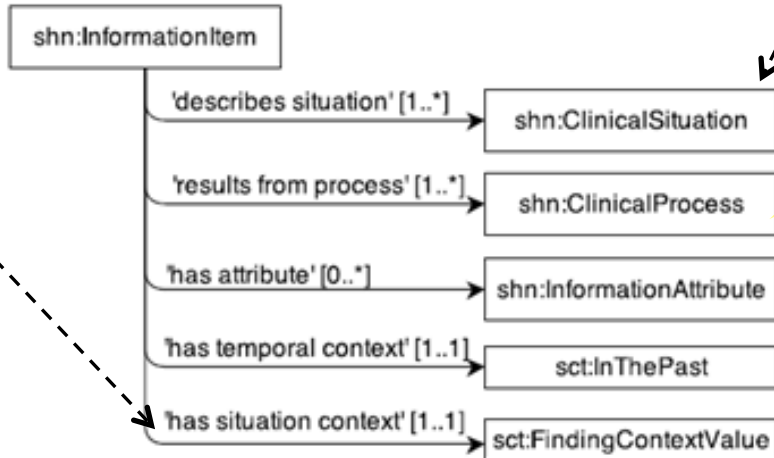 shn:InformationItem
'describes situation' [1..*]
shn:ClinicalSituation
'results from process' [1..*]
shn:ClinicalProcess
'has attribute' [0..*]
shn:InformationAttribute
'has temporal context' [1..1]
sct:InThePast
'has situation context' [1..1]
sct:FindingContextValue